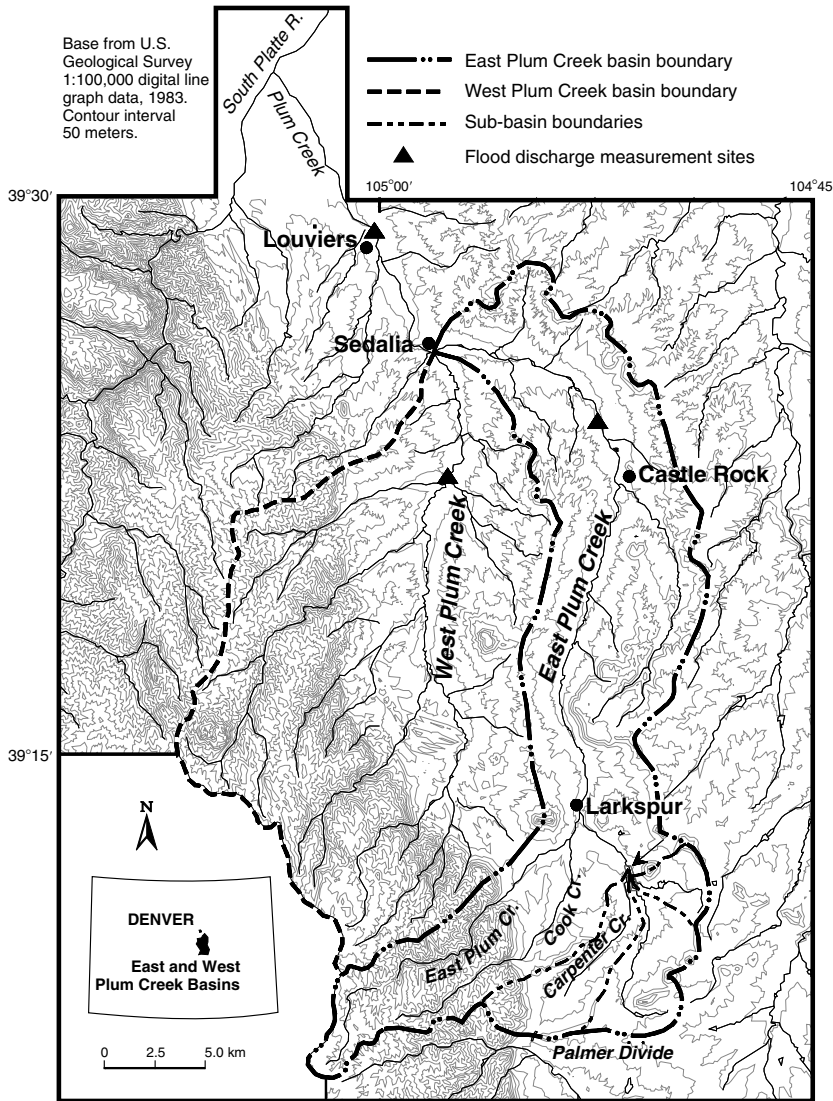 Base from U.S.
Geological Survey
1:100,000 digital line
graph data, 1983.
Contour interval
50 meters.
South Platte R.
Plum Creek
East Plum Creek basin boundary
West Plum Creek basin boundary
Sub-basin boundaries
Flood discharge measurement sites
39°30'
105°00'
104°45
Louviers
Sedalia
Castle Rock
West Plum Creek
East Plum Creek
39°15'
Larkspur
N
East Plum Cr.
Cook Cr.
Carpenter Cr.
DENVER
East and West
Plum Creek Basins
0 2.5 5.0 km
Palmer Divide